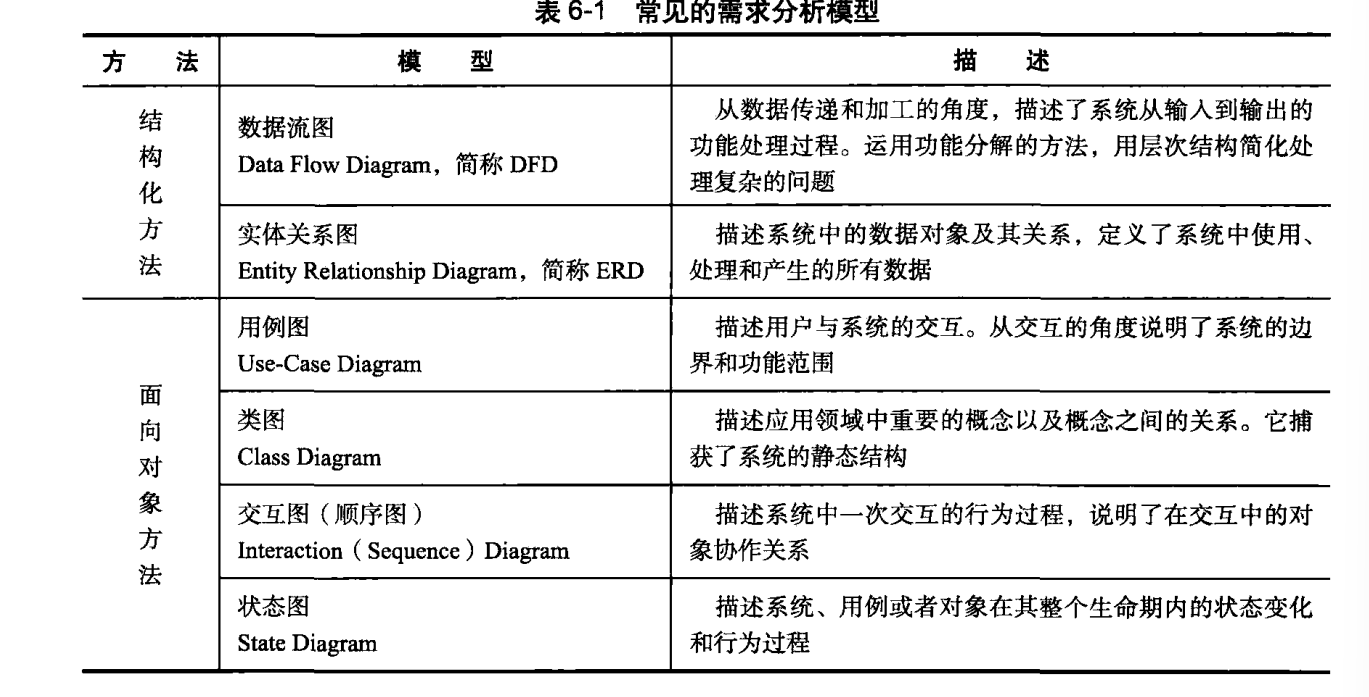 表 6-1 常见的需求分析模型
方 法 模 型 描 述
结构化方法
数据流图
Data Flow Diagram，简称 DFD
从数据传递和加工的角度，描述了系统从输入到输出的
功能处理过程。运用功能分解的方法，用层次结构简化处
理复杂的问题
实体关系图
Entity Relationship Diagram，简称 ERD
描述系统中的数据对象及其关系，定义了系统中使用、
处理和产生的所有数据
面向对象方法
用例图
Use-Case Diagram
描述用户与系统的交互。从交互的角度说明了系统的边
界和功能范围
类图
Class Diagram
描述应用领域中重要的概念以及概念之间的关系。它捕
获了系统的静态结构
交互图（顺序图）
Interaction（Sequence）Diagram
描述系统中一次交互的行为过程，说明了在交互中的对
象协作关系
状态图
State Diagram
描述系统、用例或者对象在其整个生命期内的状态变化
和行为过程